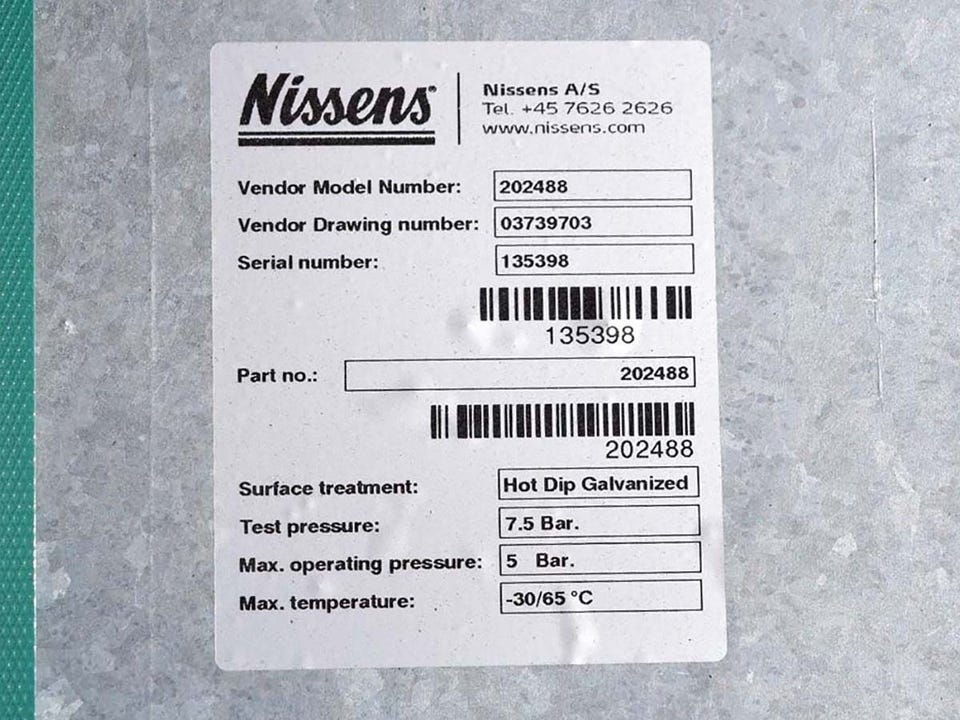 Nissens
Nissens A/S
Tel. +45 7626 2626
www.nissens.com
Vendor Model Number: 202488
Vendor Drawing number: 03739703
Serial number: 135398
135398
Part no.: 202488
202488
Surface treatment: Hot Dip Galvanized
Test pressure: 7.5 Bar.
Max. operating pressure: 5 Bar.
Max. temperature: -30/65 °C